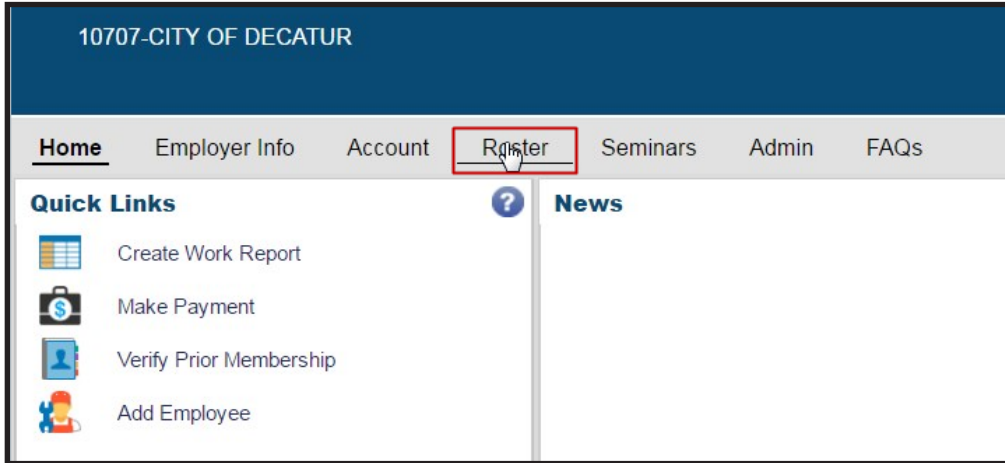 10707-CITY OF DECATUR
Home Employer Info Account Roster Seminars Admin FAQs
Quick Links ? News
Create Work Report
$ Make Payment
Verify Prior Membership
Add Employee